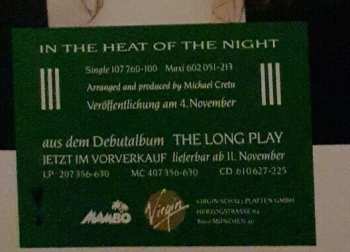 IN THE HEAT OF THE NIGHT
Single 107 760-100 Maxi 602 051-213
Arranged and produced by Michael Cretu
Veröffentlichung am 4. November
aus dem Debutalbum THE LONG PLAY
JETZT IM VORVERKAUF lieferbar ab 11. November
LP 207 356-630 MC 407 356-630 CD 610 627-225
MAMBO
Virgin
VIRGIN SCHALLPLATTEN GMBH
HERZOGSTRASSE 64
8000 MÜNCHEN 40